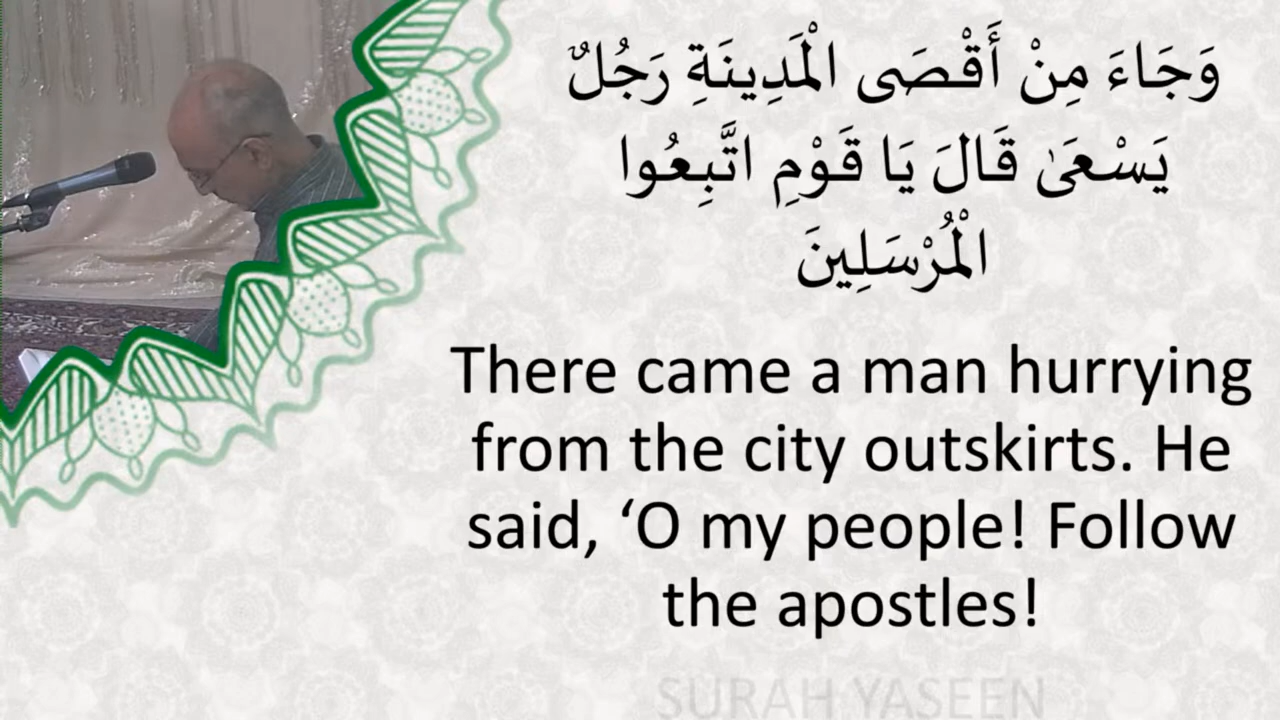 وَجَاءَ مِنْ أَقْصَى الْمَدِينَةِ رَجُلٌ
يَسْعَىٰ قَالَ يَا قَوْمِ اتَّبِعُوا
الْمُرْسَلِينَ
There came a man hurrying
from the city outskirts. He
said, ‘O my people! Follow
the apostles!
SURAH YASEEN